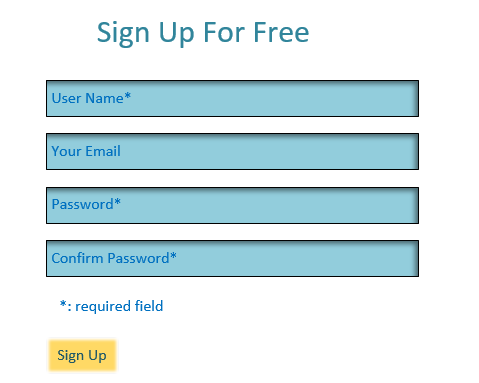 Sign Up For Free
User Name*
Your Email
Password*
Confirm Password*
*: required field
Sign Up